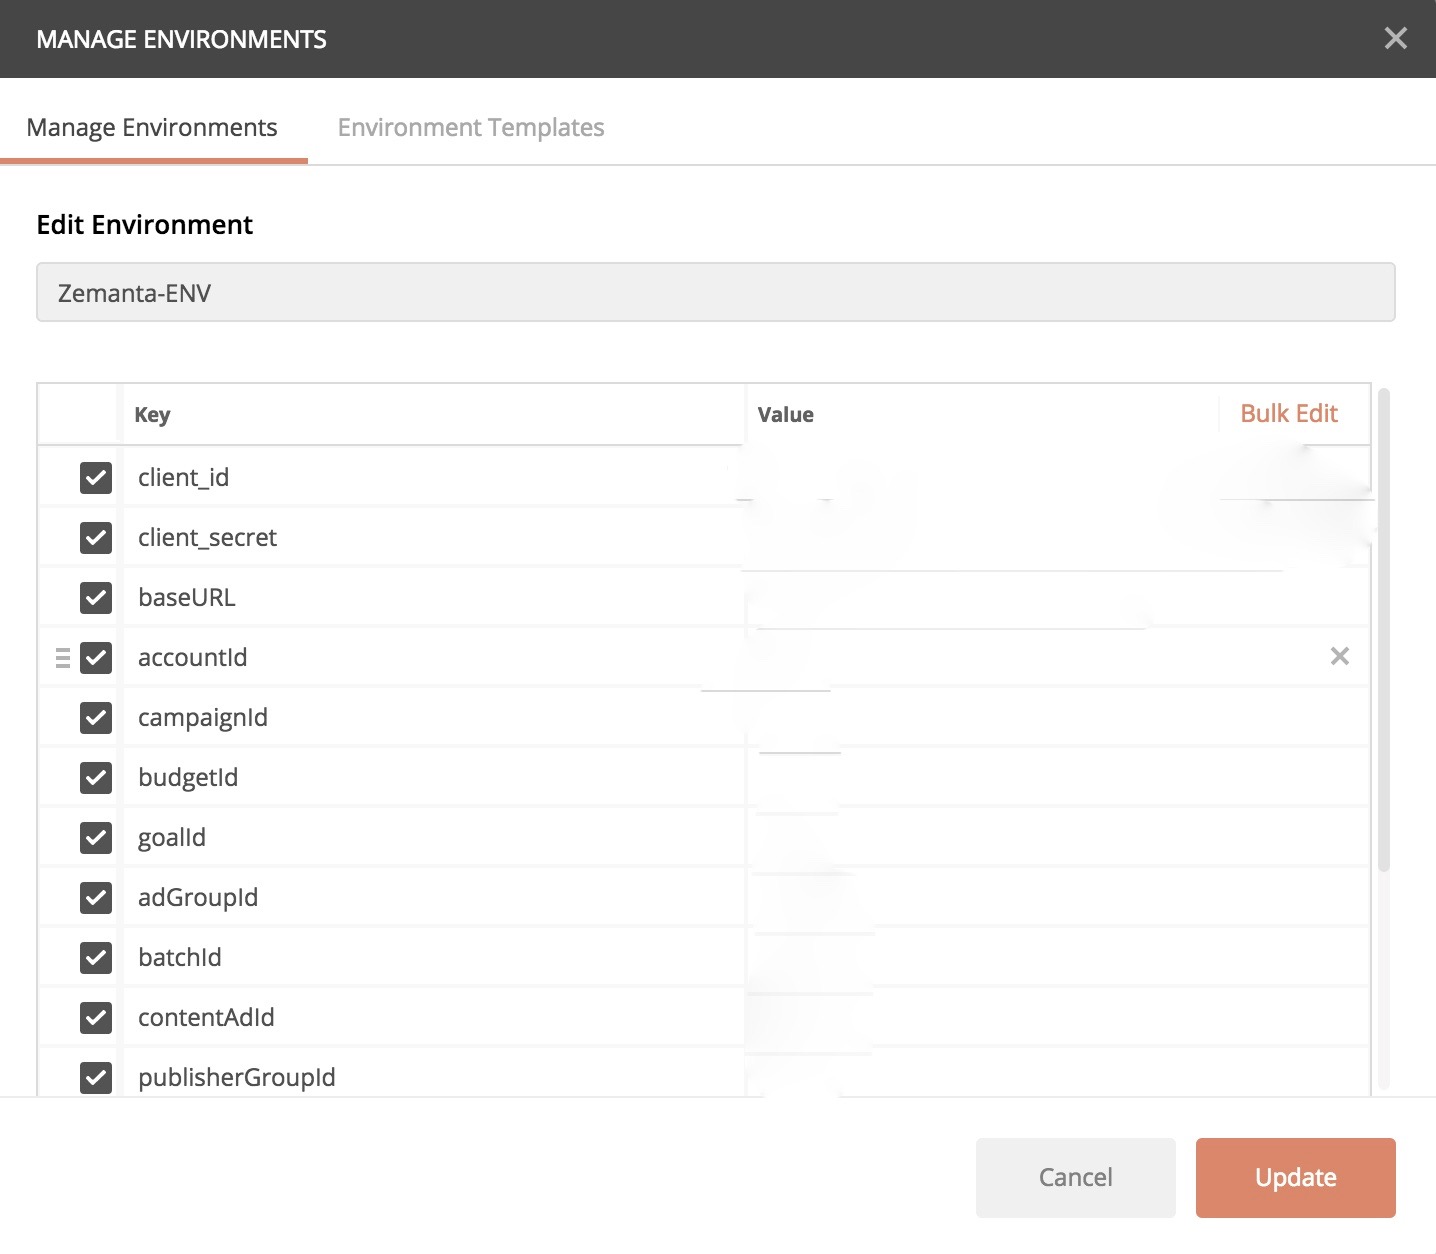 MANAGE ENVIRONMENTS
Manage Environments Environment Templates
Edit Environment
Zemanta-ENV
Key Value Bulk Edit
client_id
client_secret
baseURL
accountId
campaignId
budgetId
goalId
adGroupId
batchId
contentAdId
publisherGroupId
Cancel Update